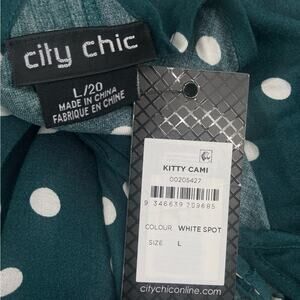 city chic
L/20
MADE IN CHINA
FABRIQUE EN CHINE
KITTY CAMI
00205427
9 346639 209685
COLOUR WHITE SPOT
SIZE L
citychiconline.com